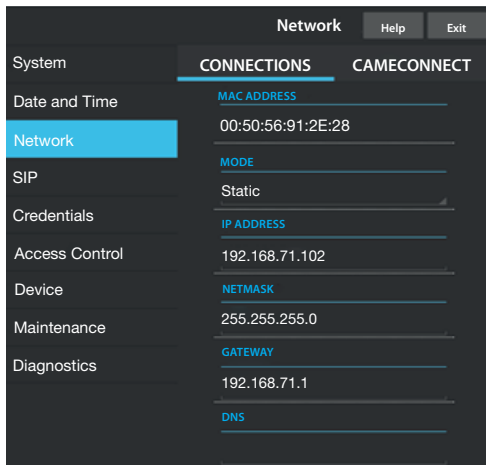 Network Help Exit
System
Date and Time
Network
SIP
Credentials
Access Control
Device
Maintenance
Diagnostics
CONNECTIONS CAMECONNECT
MAC ADDRESS
00:50:56:91:2E:28
MODE
Static
IP ADDRESS
192.168.71.102
NETMASK
255.255.255.0
GATEWAY
192.168.71.1
DNS